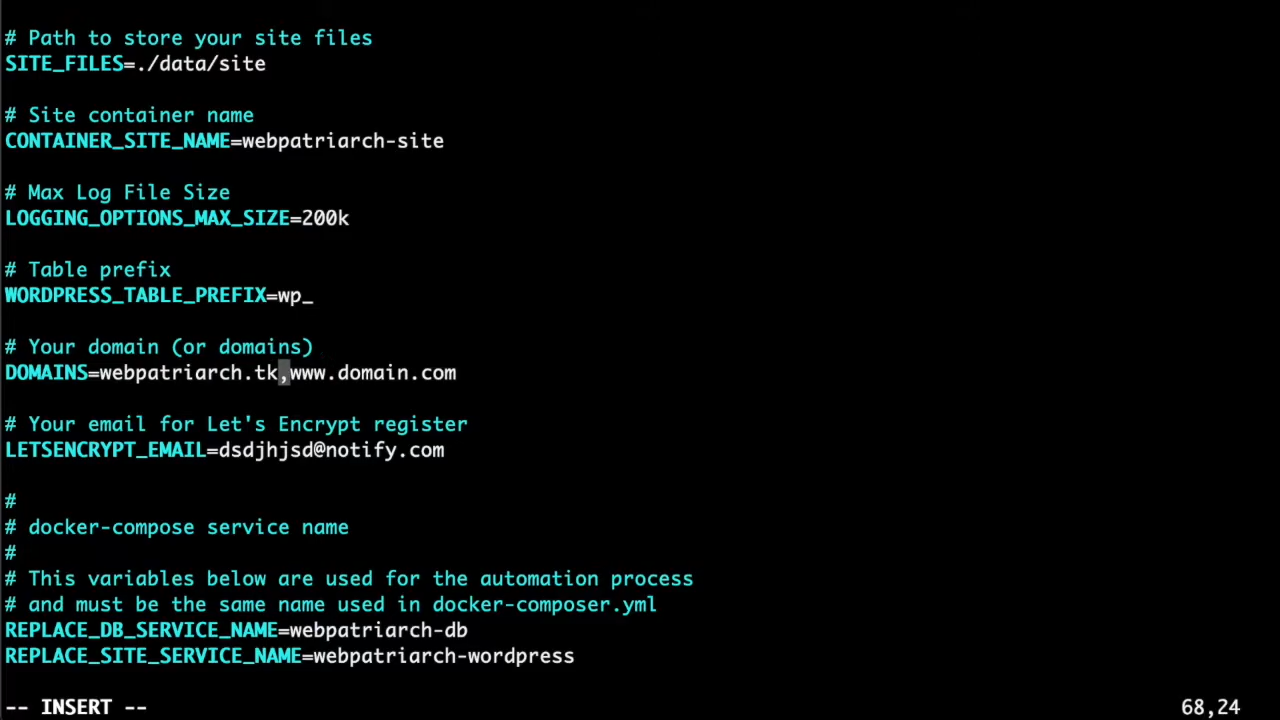 # Path to store your site files
SITE_FILES=./data/site
# Site container name
CONTAINER_SITE_NAME=webpatriarch-site
# Max Log File Size
LOGGING_OPTIONS_MAX_SIZE=200k
# Table prefix
WORDPRESS_TABLE_PREFIX=wp_
# Your domain (or domains)
DOMAINS=webpatriarch.tk,www.domain.com
# Your email for Let's Encrypt register
LETSENCRYPT_EMAIL=dsdjhjsd@notify.com
#
# docker-compose service name
#
# This variables below are used for the automation process
# and must be the same name used in docker-composer.yml
REPLACE_DB_SERVICE_NAME=webpatriarch-db
REPLACE_SITE_SERVICE_NAME=webpatriarch-wordpress
-- INSERT -- 68,24